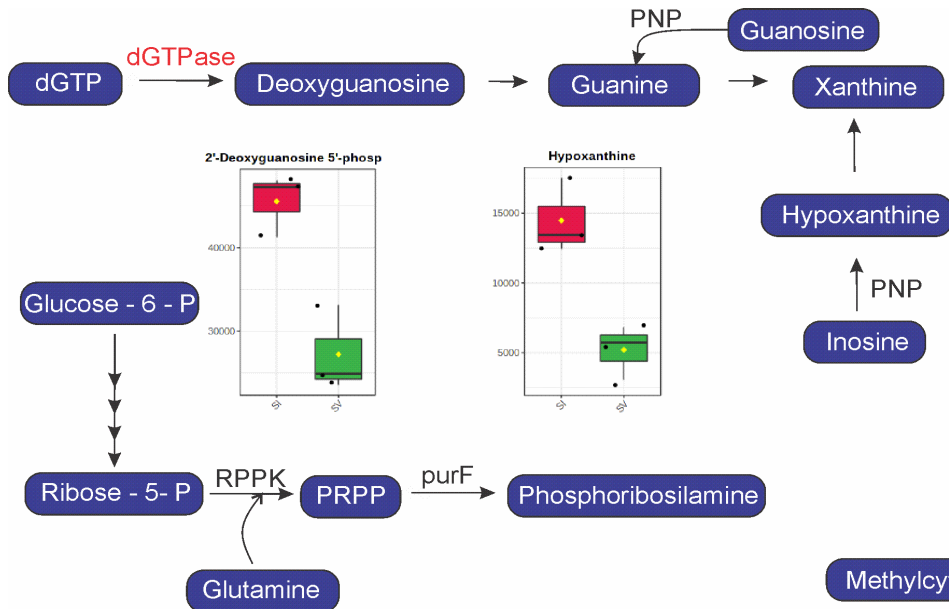 PNP
Guanosine
dGTPase
dGTP
Deoxyguanosine
Guanine
Xanthine
2'-Deoxyguanosine 5'-phosp
Hypoxanthine
40000
30000
SI
SV
15000
10000
5000
SI
SV
Hypoxanthine
PNP
Inosine
Glucose - 6 - P
Ribose - 5- P
RPPK
PRPP
purF
Phosphoribosilamine
Glutamine
Methylcy